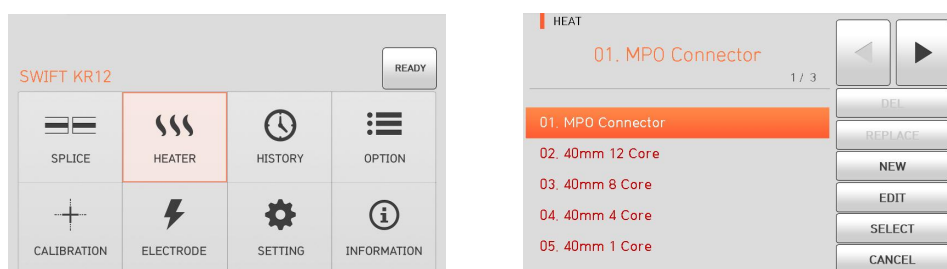 SWIFT KR12
READY
SPLICE
HEATER
HISTORY
OPTION
CALIBRATION
ELECTRODE
SETTING
INFORMATION
HEAT
01. MPO Connector
1 / 3
01. MPO Connector
02. 40mm 12 Core
03. 40mm 8 Core
04. 40mm 4 Core
05. 40mm 1 Core
DEL
REPLACE
NEW
EDIT
SELECT
CANCEL